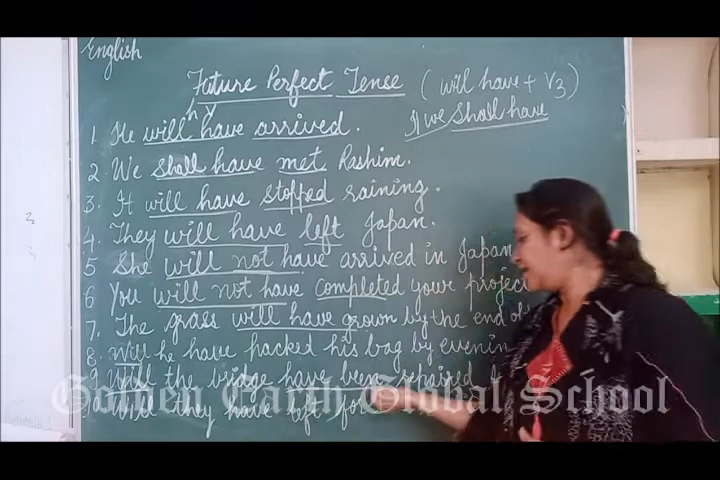 English
Future Perfect Tense (will have + V3)
I/we Shall have
1. He will have arrived.
2 We shall have met Rashim.
3. It will have stopped raining.
4. They will have left Japan.
5 She will not have arrived in Japan
6 You will not have completed your project
7. The grass will have grown by the end of
8. Will he have packed his bag by evenin
9. Will the bridge have been repaired
Will they have left for
Golden Earth Global School